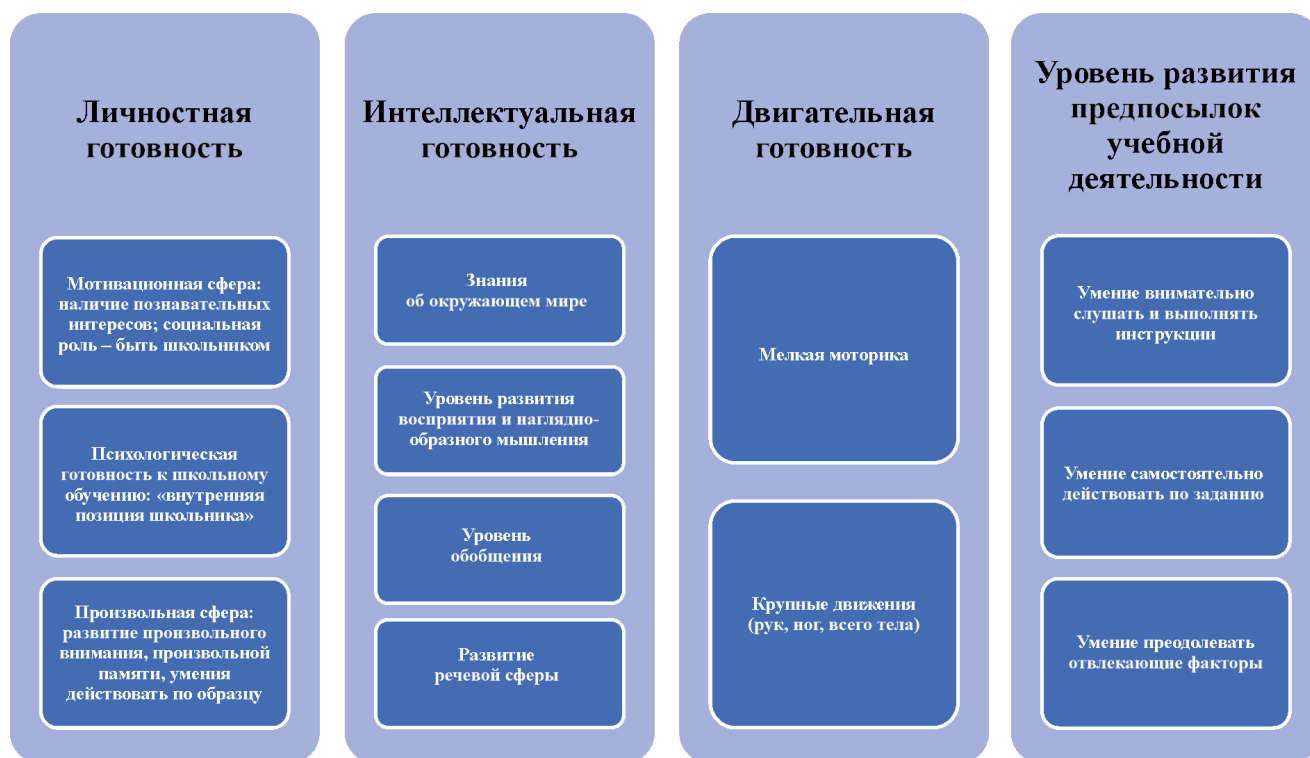 Личностная
готовность
Мотивационная сфера:
наличие познавательных
интересов; социальная
роль – быть школьником
Психологическая
готовность к школьному
обучению: «внутренняя
позиция школьника»
Произвольная сфера:
развитие произвольного
внимания, произвольной
памяти, умения
действовать по образцу
Интеллектуальная
готовность
Знания
об окружающем мире
Уровень развития
восприятия и наглядно-
образного мышления
Уровень
обобщения
Развитие
речевой сферы
Двигательная
готовность
Мелкая моторика
Крупные движения
(рук, ног, всего тела)
Уровень развития
предпосылок
учебной
деятельности
Умение внимательно
слушать и выполнять
инструкции
Умение самостоятельно
действовать по заданию
Умение преодолевать
отвлекающие факторы